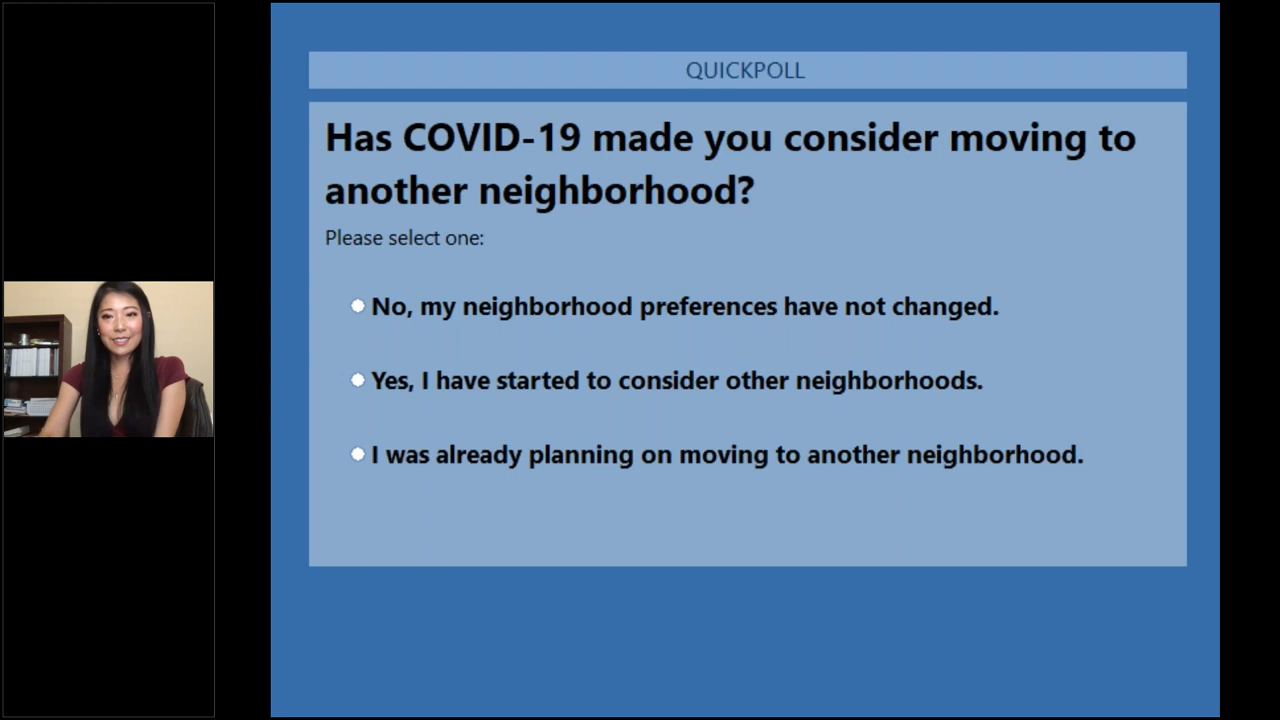 QUICKPOLL
Has COVID-19 made you consider moving to
another neighborhood?
Please select one:
No, my neighborhood preferences have not changed.
Yes, I have started to consider other neighborhoods.
I was already planning on moving to another neighborhood.